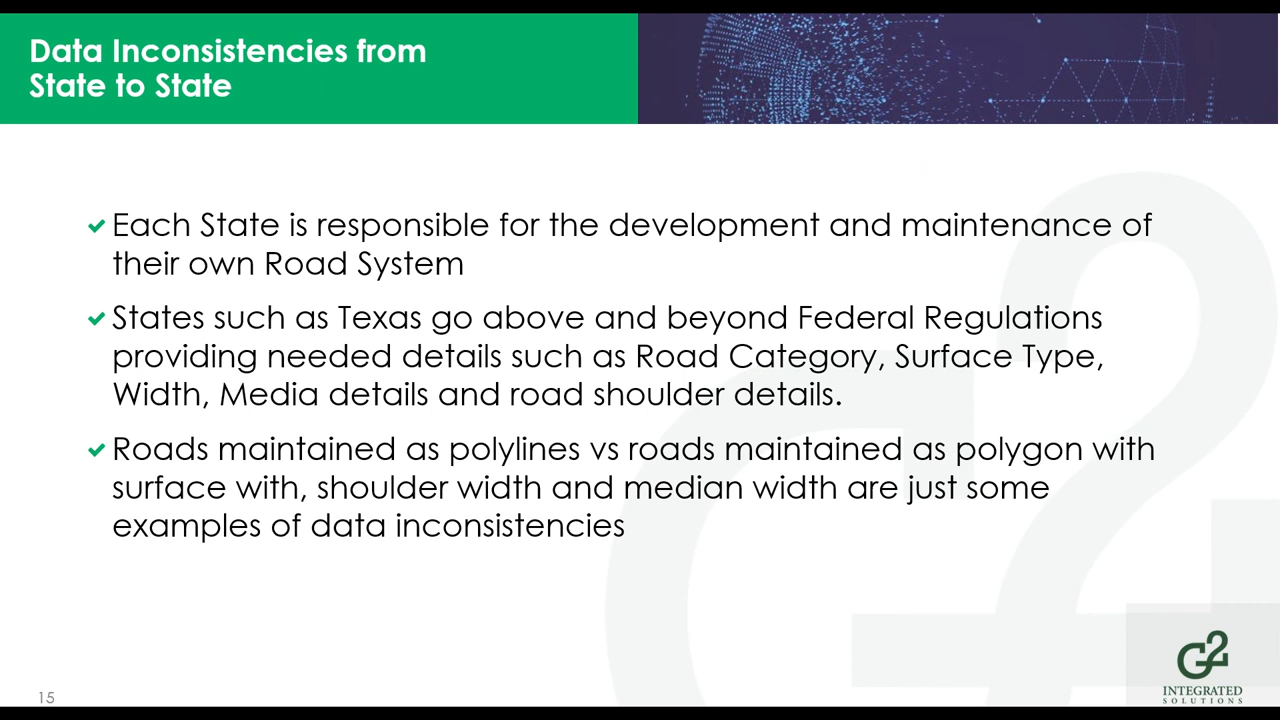 Data Inconsistencies from
State to State
Each State is responsible for the development and maintenance of
their own Road System
States such as Texas go above and beyond Federal Regulations
providing needed details such as Road Category, Surface Type,
Width, Media details and road shoulder details.
Roads maintained as polylines vs roads maintained as polygon with
surface with, shoulder width and median width are just some
examples of data inconsistencies
15
G2
INTEGRATED
SOLUTIONS